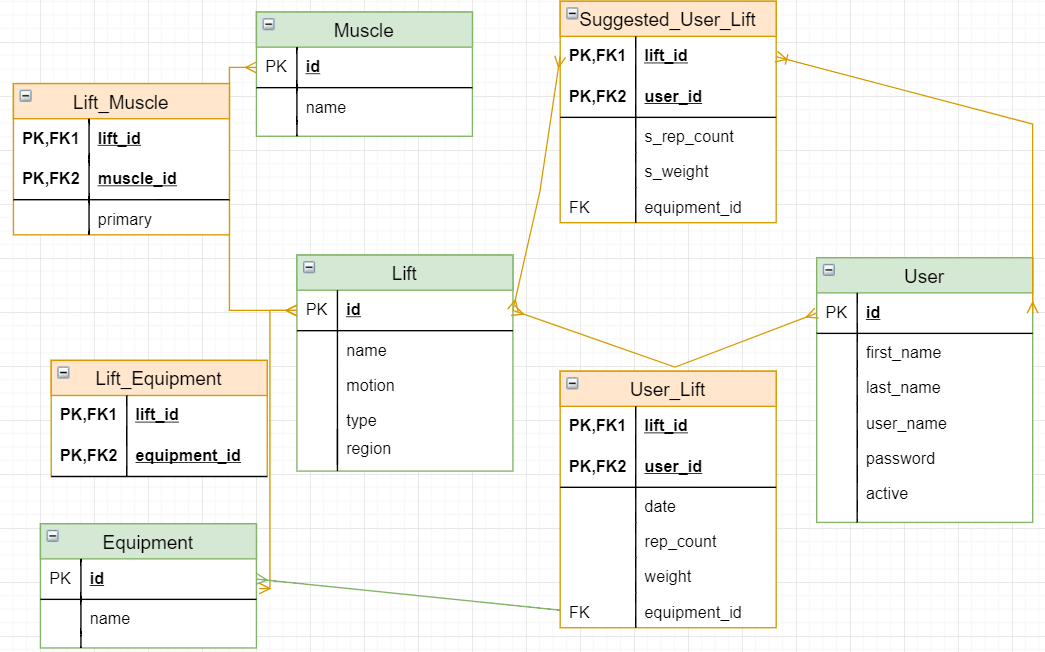 Muscle
PK id
name
Suggested_User_Lift
PK,FK1 lift_id
PK,FK2 user_id
s_rep_count
s_weight
FK equipment_id
Lift_Muscle
PK,FK1 lift_id
PK,FK2 muscle_id
primary
Lift
PK id
name
motion
type
region
User
PK id
first_name
last_name
user_name
password
active
Lift_Equipment
PK,FK1 lift_id
PK,FK2 equipment_id
User_Lift
PK,FK1 lift_id
PK,FK2 user_id
date
rep_count
weight
FK equipment_id
Equipment
PK id
name